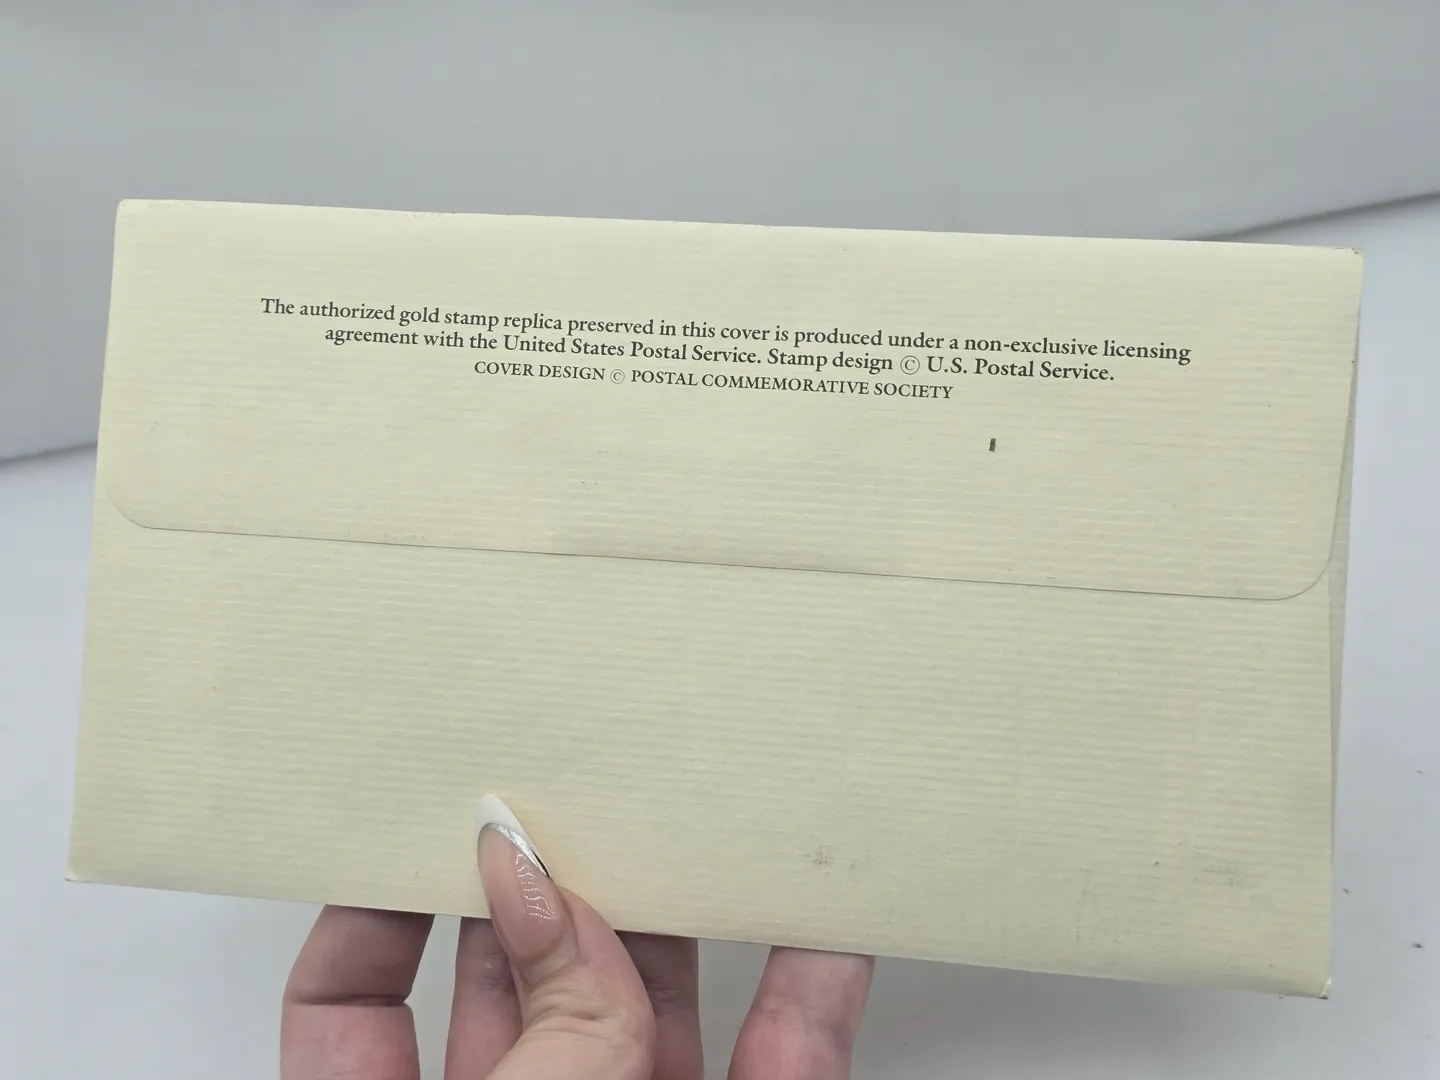 The authorized gold stamp replica preserved in this cover is produced under a non-exclusive licensing
agreement with the United States Postal Service. Stamp design © U.S. Postal Service.
COVER DESIGN © POSTAL COMMEMORATIVE SOCIETY